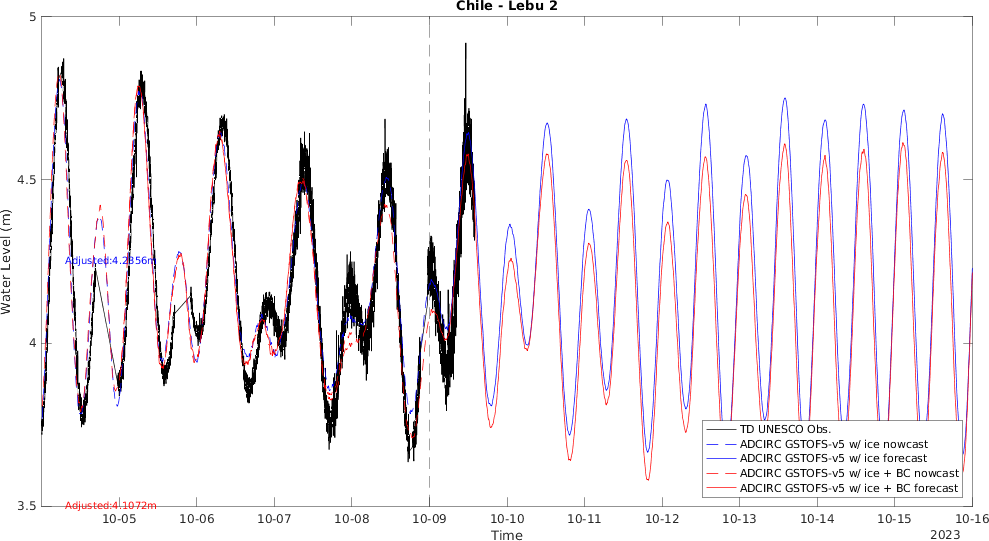 Chile - Lebu 2
5
4.5
4
3.5
Water Level (m)
Adjusted:4.2356m
Adjusted:4.1072m
TD UNESCO Obs.
ADCIRC GSTOFS-v5 w/ ice nowcast
ADCIRC GSTOFS-v5 w/ ice forecast
ADCIRC GSTOFS-v5 w/ ice + BC nowcast
ADCIRC GSTOFS-v5 w/ ice + BC forecast
10-05 10-06 10-07 10-08 10-09 10-10 10-11 10-12 10-13 10-14 10-15 10-16
Time
2023